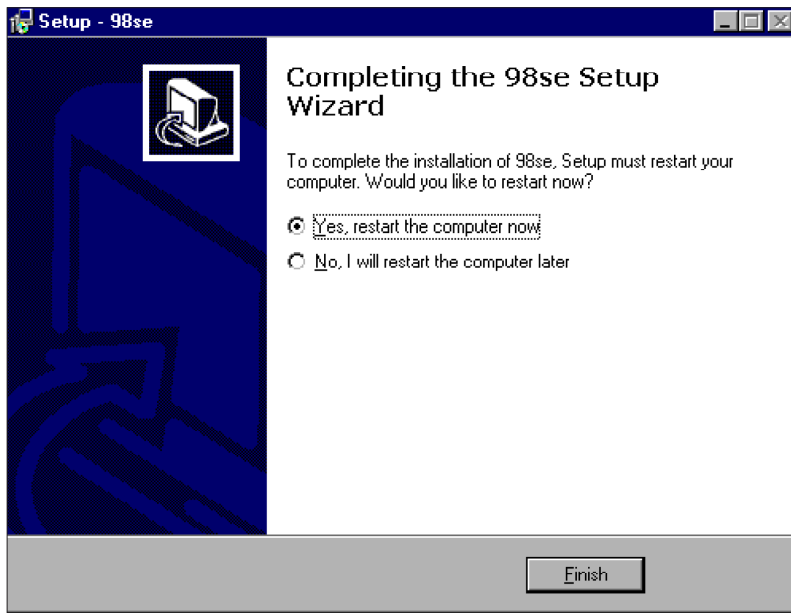 Setup - 98se
Completing the 98se Setup
Wizard
To complete the installation of 98se, Setup must restart your
computer. Would you like to restart now?
Yes, restart the computer now
No, I will restart the computer later
Finish